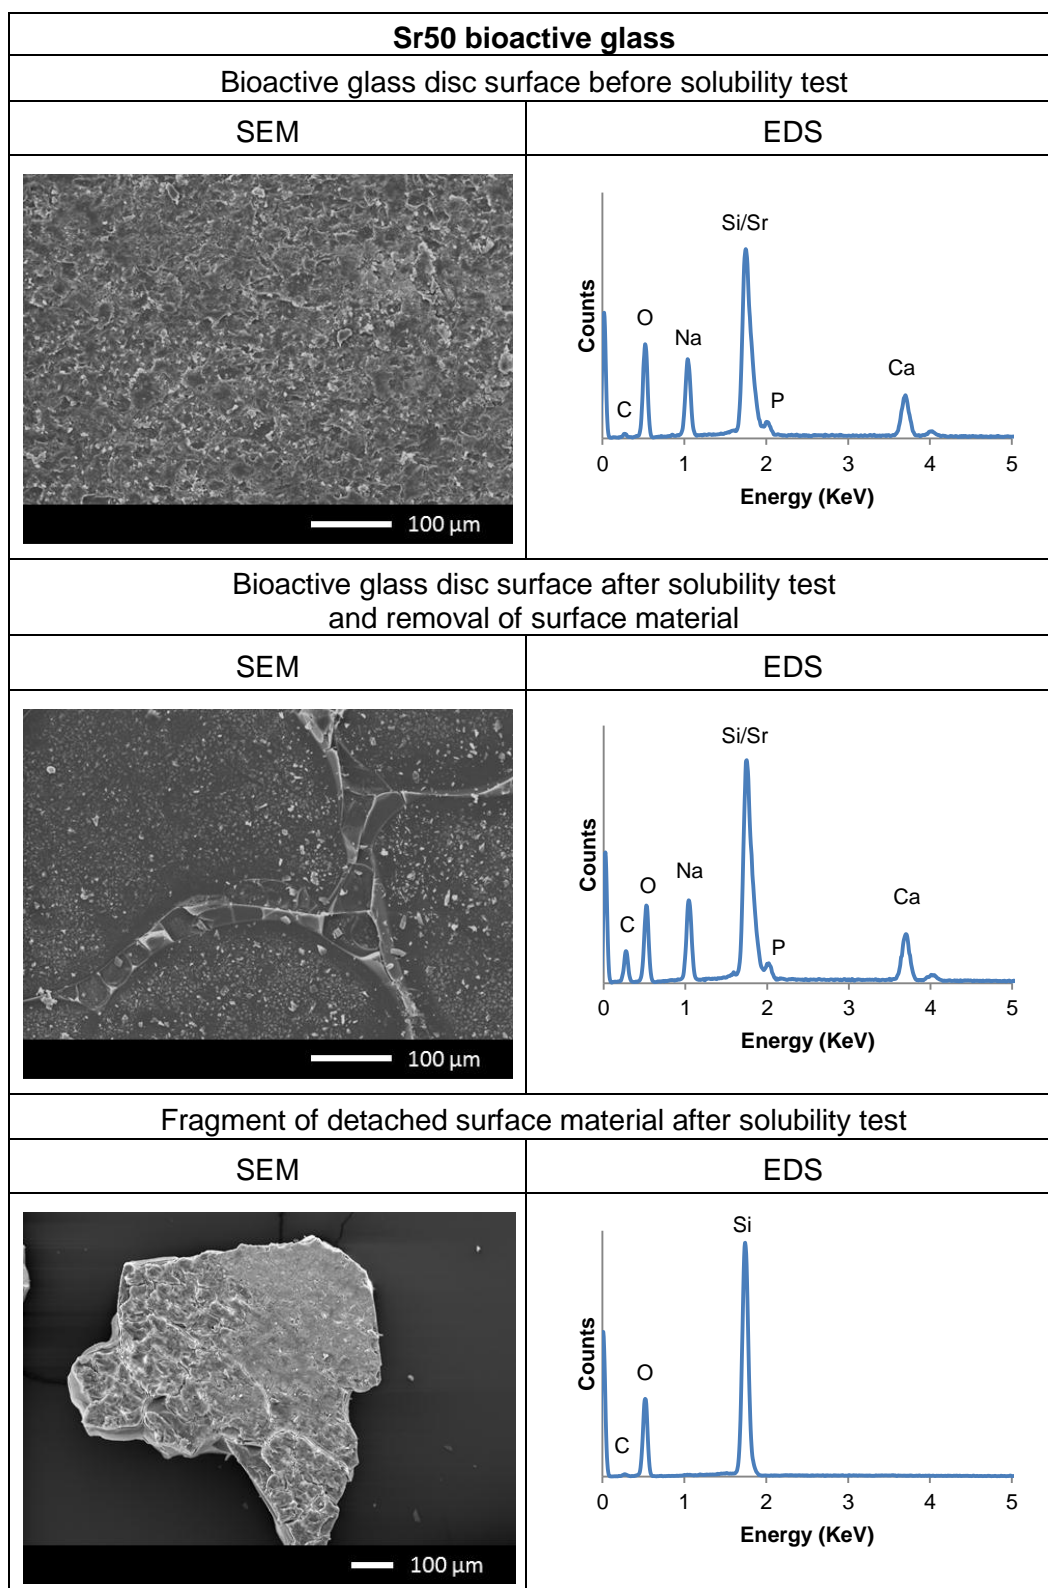 Sr50 bioactive glass
Bioactive glass disc surface before solubility test
SEM
EDS
100 µm
Si/Sr
O
Na
C
P
Ca
Counts
0 1 2 3 4 5
Energy (KeV)
Bioactive glass disc surface after solubility test
and removal of surface material
SEM
EDS
100 µm
Si/Sr
O
Na
C
P
Ca
Counts
0 1 2 3 4 5
Energy (KeV)
Fragment of detached surface material after solubility test
SEM
EDS
100 µm
Si
O
C
Counts
0 1 2 3 4 5
Energy (KeV)